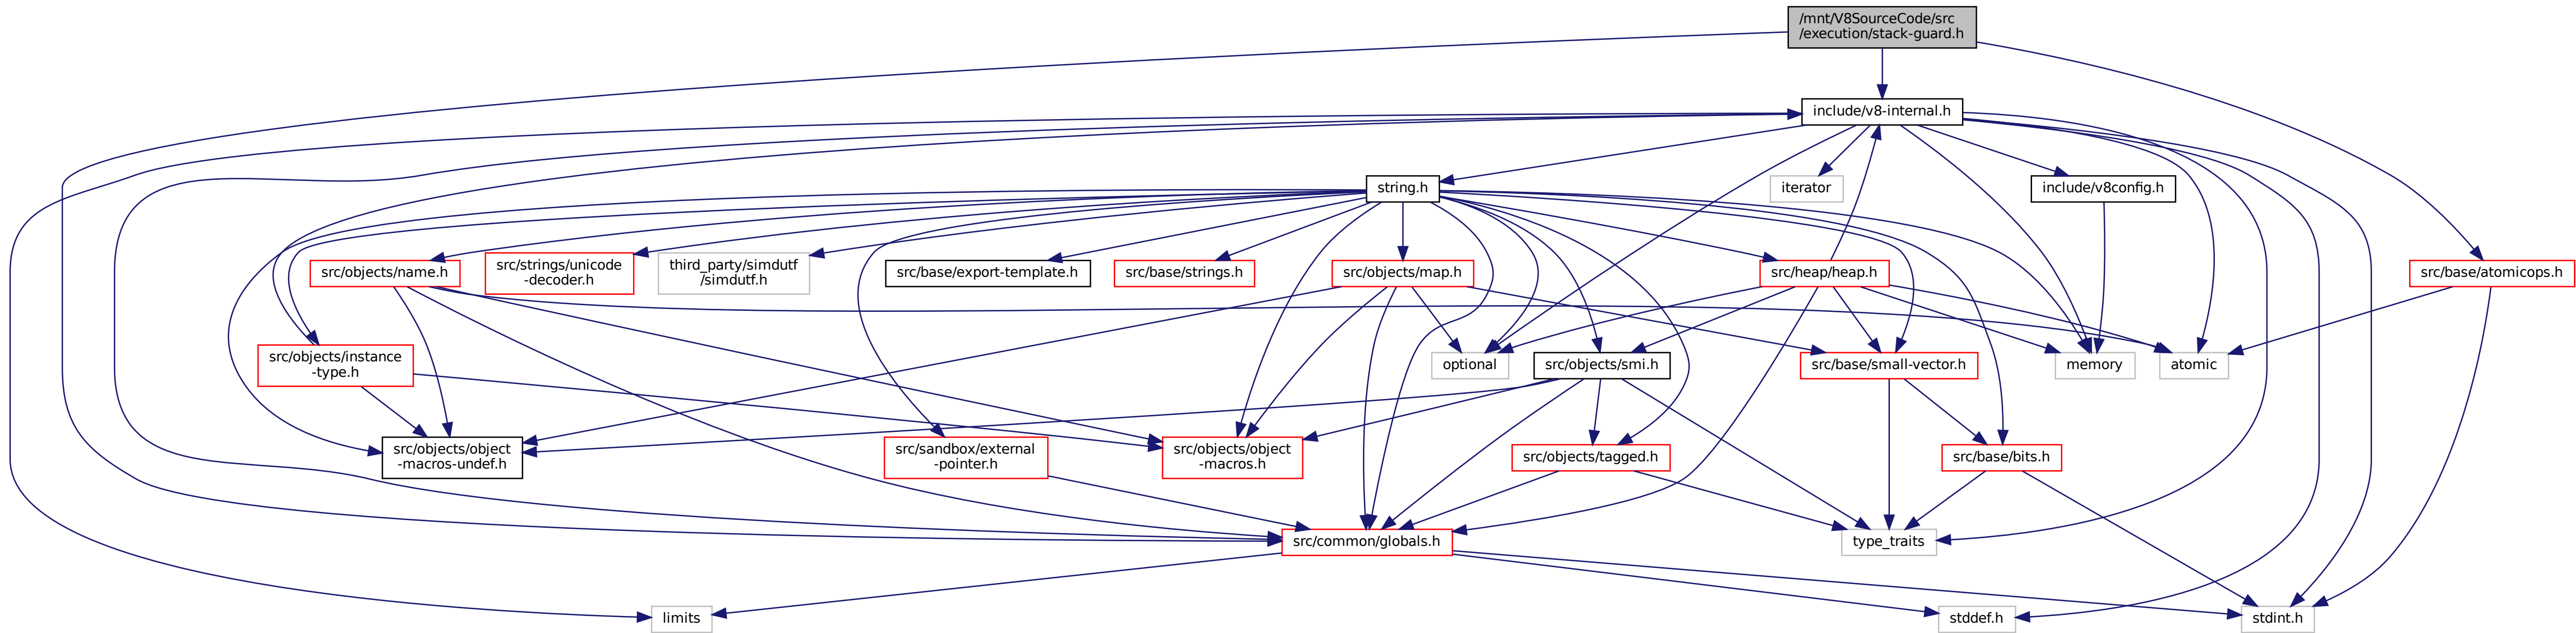 /mnt/V8SourceCode/src
/execution/stack-guard.h
include/v8-internal.h
string.h
iterator
include/v8config.h
src/objects/name.h
src/strings/unicode
-decoder.h
third_party/simdutf
/simdutf.h
src/base/export-template.h
src/base/strings.h
src/objects/map.h
src/heap/heap.h
src/base/atomicops.h
src/objects/instance
-type.h
optional
src/objects/smi.h
src/base/small-vector.h
memory
atomic
src/objects/object
-macros-undef.h
src/sandbox/external
-pointer.h
src/objects/object
-macros.h
src/objects/tagged.h
src/base/bits.h
src/common/globals.h
type_traits
limits
stddef.h
stdint.h